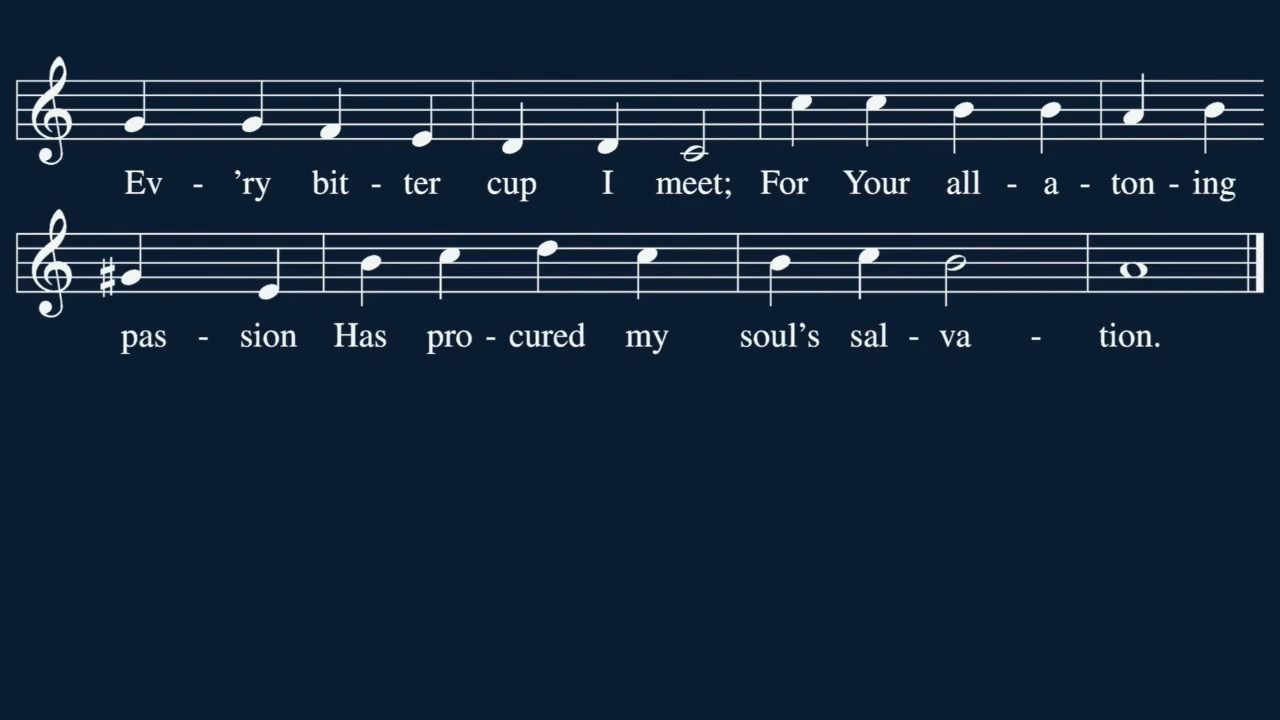 Ev - ’ry bit - ter cup I meet; For Your all - a - ton - ing
pas - sion Has pro - cured my soul’s sal - va - tion.